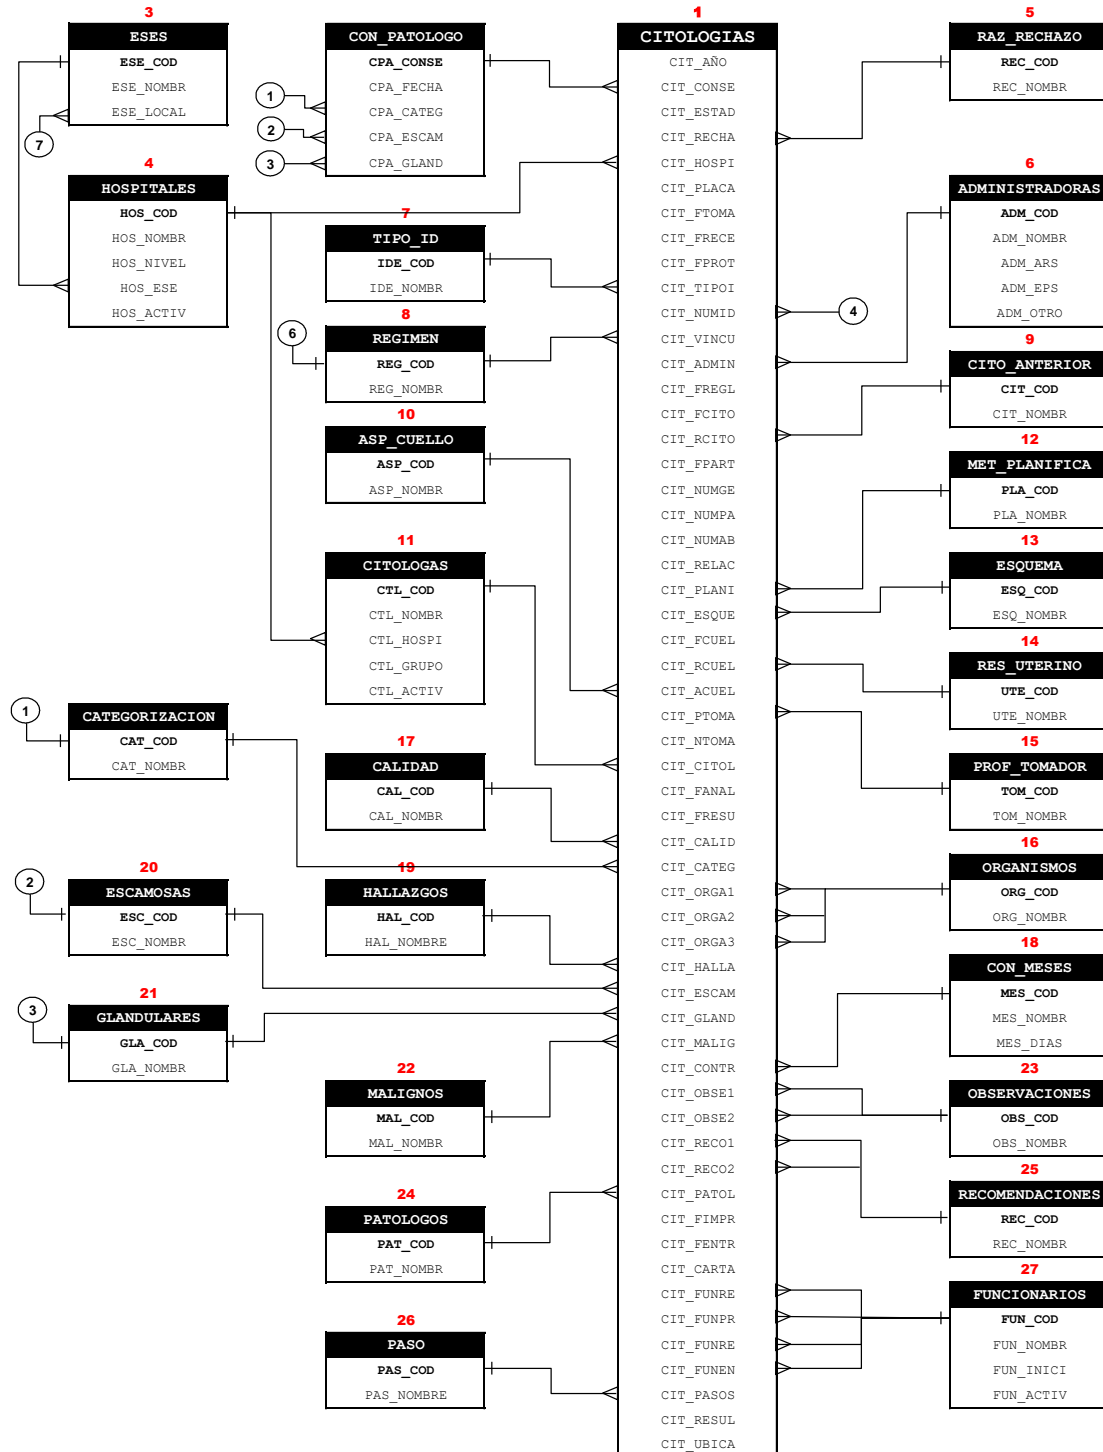 3
ESES
ESE_COD
ESE_NOMBR
ESE_LOCAL
7
4
HOSPITALES
HOS_COD
HOS_NOMBR
HOS_NIVEL
HOS_ESE
HOS_ACTIV
1
CATEGORIZACION
CAT_COD
CAT_NOMBR
20
2
ESCAMOSAS
ESC_COD
ESC_NOMBR
21
3
GLANDULARES
GLA_COD
GLA_NOMBR
CON_PATOLOGO
CPA_CONSE
CPA_FECHA
1
CPA_CATEG
2
CPA_ESCAM
3
CPA_GLAND
7
TIPO_ID
IDE_COD
IDE_NOMBR
8
6
REGIMEN
REG_COD
REG_NOMBR
10
ASP_CUELLO
ASP_COD
ASP_NOMBR
11
CITOLOGAS
CTL_COD
CTL_NOMBR
CTL_HOSPI
CTL_GRUPO
CTL_ACTIV
17
CALIDAD
CAL_COD
CAL_NOMBR
19
HALLAZGOS
HAL_COD
HAL_NOMBRE
22
MALIGNOS
MAL_COD
MAL_NOMBR
24
PATOLOGOS
PAT_COD
PAT_NOMBR
26
PASO
PAS_COD
PAS_NOMBRE
1
CITOLOGIAS
CIT_AÑO
CIT_CONSE
CIT_ESTAD
CIT_RECHA
CIT_HOSPI
CIT_PLACA
CIT_FTOMA
CIT_FRECE
CIT_FPROT
CIT_TIPOI
CIT_NUMID
4
CIT_VINCU
CIT_ADMIN
CIT_FREGL
CIT_FCITO
CIT_RCITO
CIT_FPART
CIT_NUMGE
CIT_NUMPA
CIT_NUMAB
CIT_RELAC
CIT_PLANI
CIT_ESQUE
CIT_FCUEL
CIT_RCUEL
CIT_ACUEL
CIT_PTOMA
CIT_NTOMA
CIT_CITOL
CIT_FANAL
CIT_FRESU
CIT_CALID
CIT_CATEG
CIT_ORGA1
CIT_ORGA2
CIT_ORGA3
CIT_HALLA
CIT_ESCAM
CIT_GLAND
CIT_MALIG
CIT_CONTR
CIT_OBSE1
CIT_OBSE2
CIT_RECO1
CIT_RECO2
CIT_PATOL
CIT_FIMPR
CIT_FENTR
CIT_CARTA
CIT_FUNRE
CIT_FUNPR
CIT_FUNRE
CIT_FUNEN
CIT_PASOS
CIT_RESUL
CIT_UBICA
5
RAZ_RECHAZO
REC_COD
REC_NOMBR
6
ADMINISTRADORAS
ADM_COD
ADM_NOMBR
ADM_ARS
ADM_EPS
ADM_OTRO
9
CITO_ANTERIOR
CIT_COD
CIT_NOMBR
12
MET_PLANIFICA
PLA_COD
PLA_NOMBR
13
ESQUEMA
ESQ_COD
ESQ_NOMBR
14
RES_UTERINO
UTE_COD
UTE_NOMBR
15
PROF_TOMADOR
TOM_COD
TOM_NOMBR
16
ORGANISMOS
ORG_COD
ORG_NOMBR
18
CON_MESES
MES_COD
MES_NOMBR
MES_DIAS
23
OBSERVACIONES
OBS_COD
OBS_NOMBR
25
RECOMENDACIONES
REC_COD
REC_NOMBR
27
FUNCIONARIOS
FUN_COD
FUN_NOMBR
FUN_INICI
FUN_ACTIV